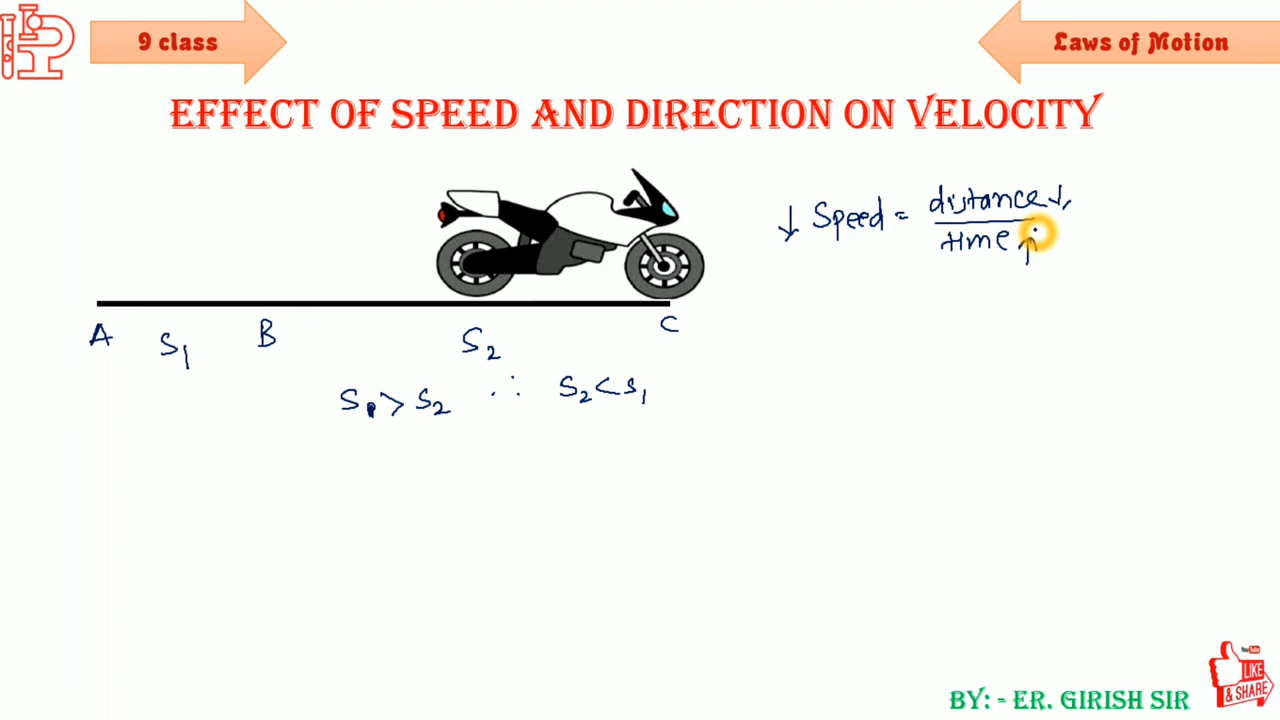 9 class
Laws of Motion
EFFECT OF SPEED AND DIRECTION ON VELOCITY
↓ Speed = distance ↓
time ↑
A S1 B S2 C
S1 > S2 ∴ S2 < S1
YouTube
LIKE
& SHARE
BY: - ER. GIRISH SIR